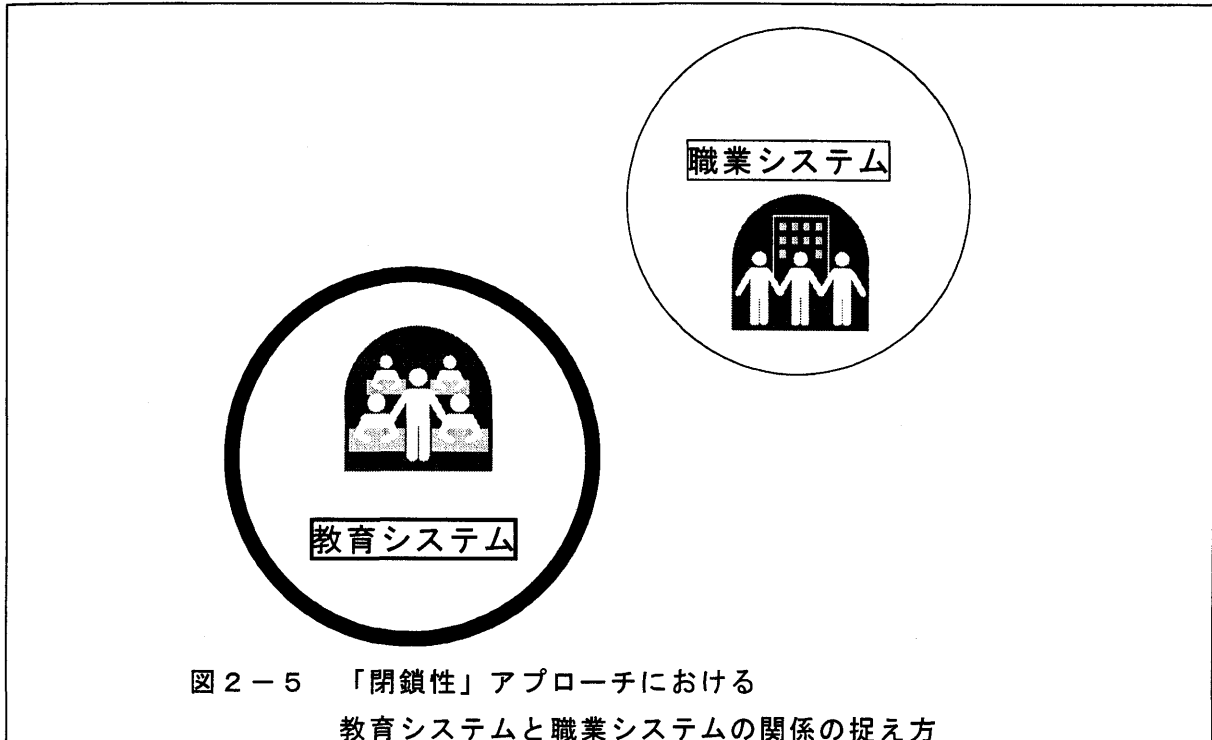 職業システム
教育システム
図2-5 「閉鎖性」アプローチにおける
教育システムと職業システムの関係の捉え方